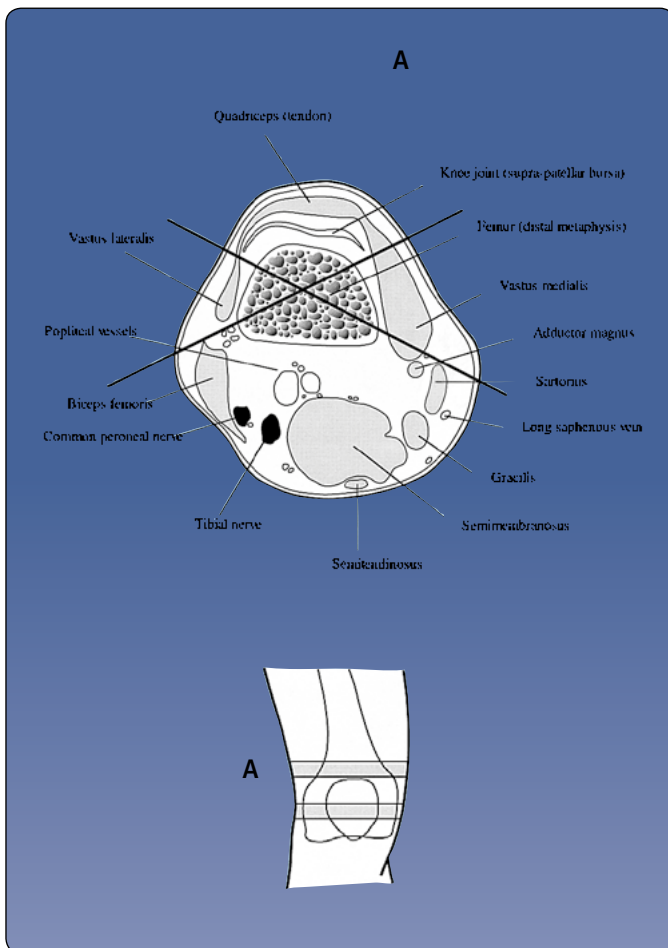 A
Quadriceps (tendon)
Knee joint (supra-patellar bursa)
Femur (distal metaphysis)
Vastus lateralis
Vastus medialis
Popliteal vessels
Adductor magnus
Biceps femoris
Sartorius
Common peroneal nerve
Long saphenous vein
Gracilis
Tibial nerve
Semimembranosus
Semitendinosus
A